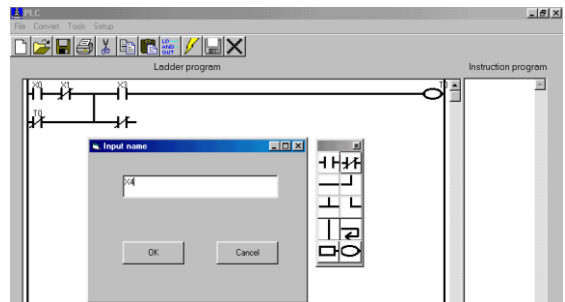 PLC
File Convert Tools Setup
LD
AND
OUT
Ladder program
Instruction program
X0 X1 X3 T0
T0
Input name
X4
OK Cancel